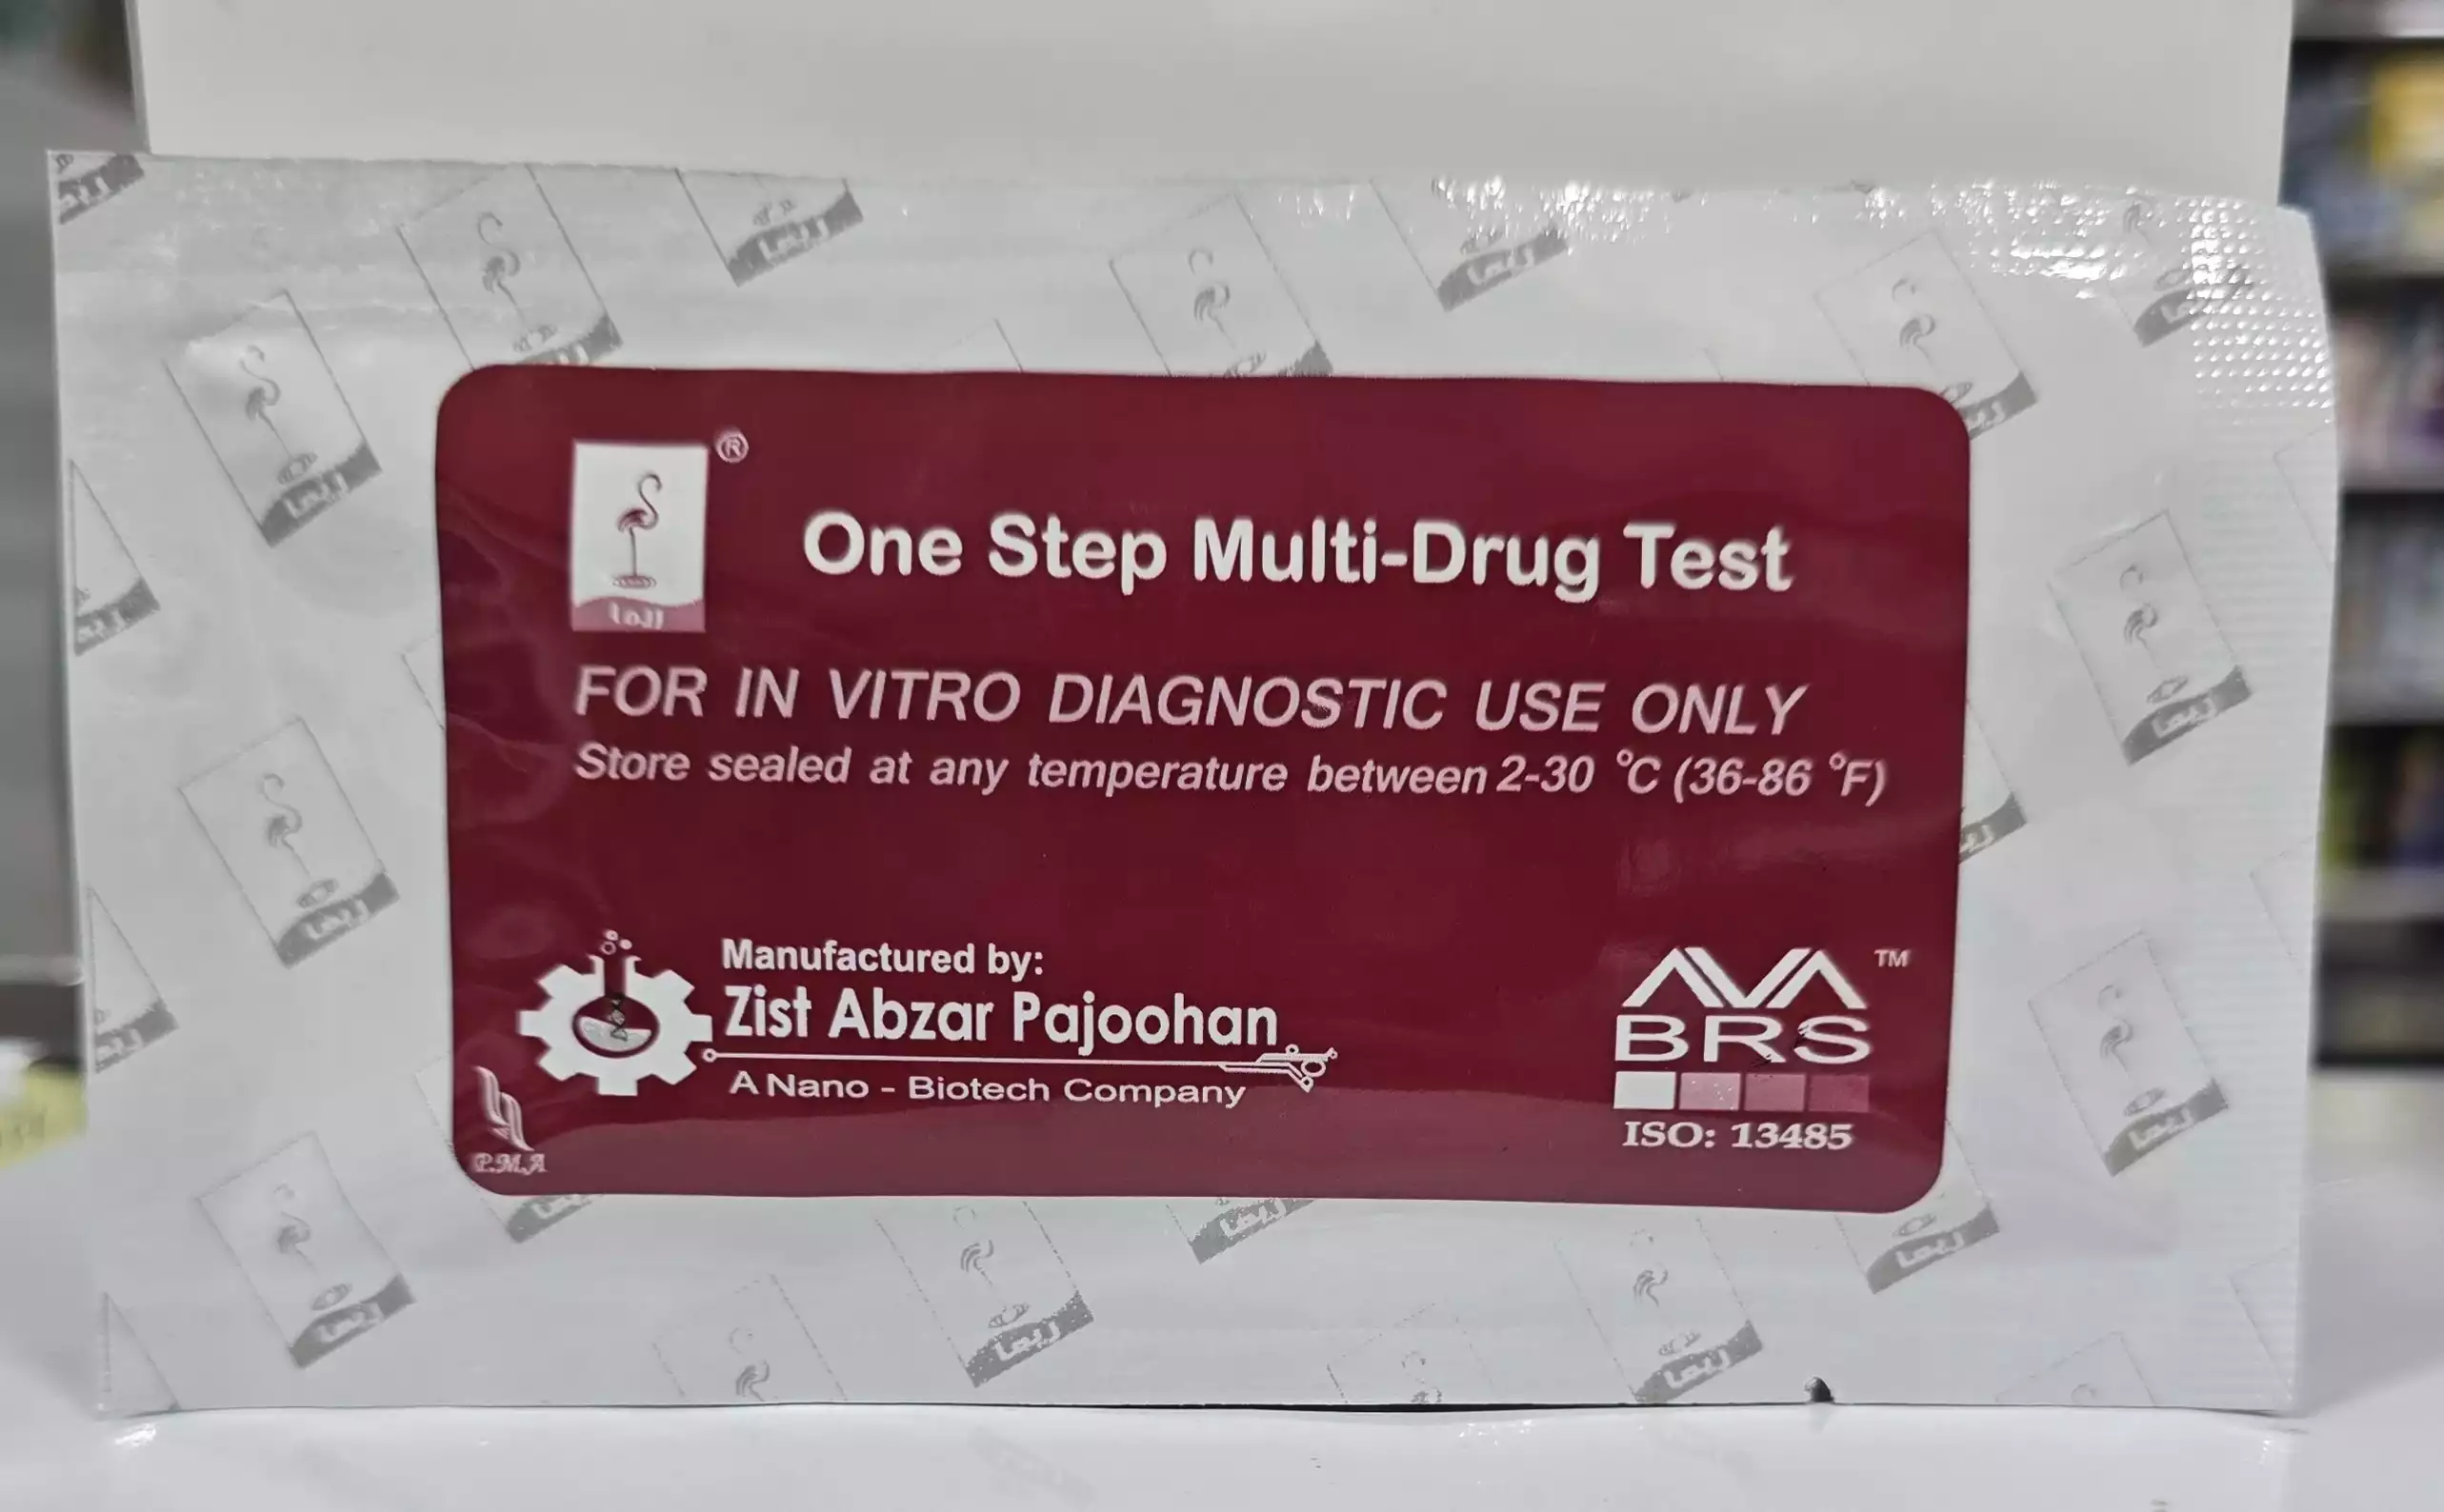 ®
One Step Multi-Drug Test
FOR IN VITRO DIAGNOSTIC USE ONLY
Store sealed at any temperature between 2-30 °C (36-86 °F)
Manufactured by:
Zist Abzar Pajoohan
A Nano - Biotech Company
P.M.A
AVA ™
BRS
ISO: 13485